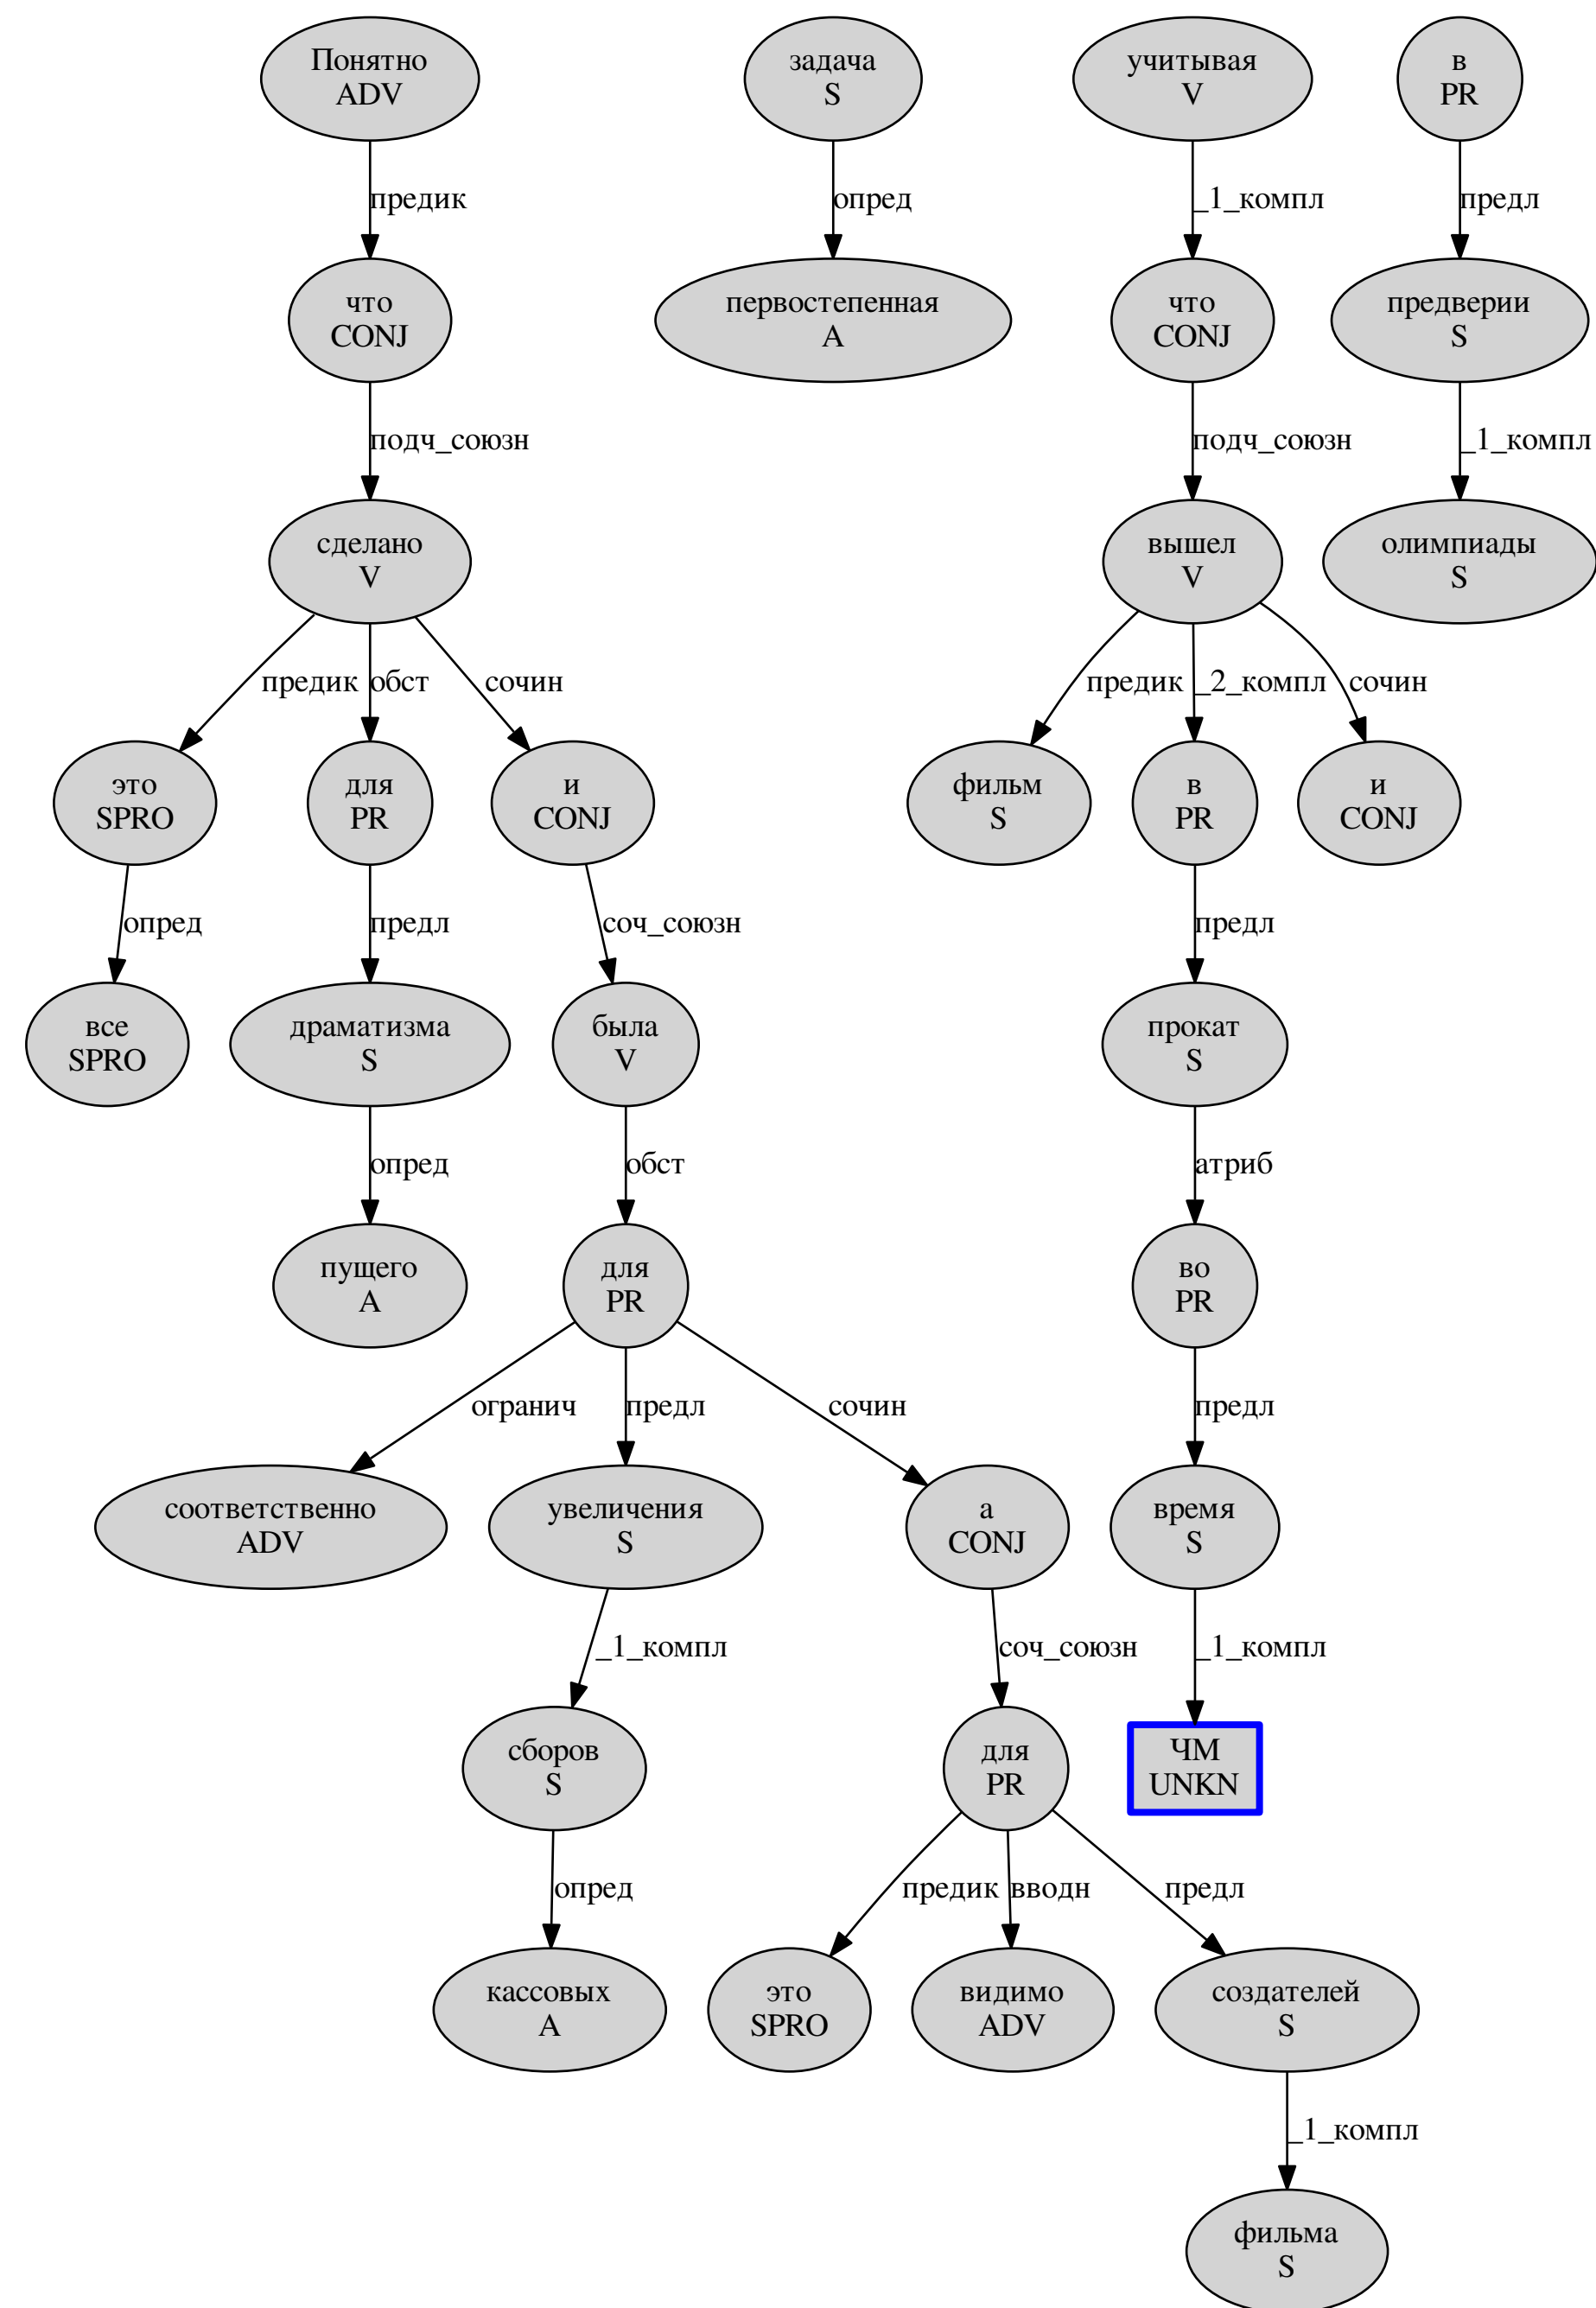 Понятно
ADV
задача
S
учитывая
V
в
PR
предик
опред
_1_компл
предл
что
CONJ
первостепенная
A
что
CONJ
предверии
S
подч_союзн
подч_союзн
_1_компл
сделано
V
вышел
V
олимпиады
S
предик
обст
сочин
предик
_2_компл
сочин
это
SPRO
для
PR
и
CONJ
фильм
S
в
PR
и
CONJ
опред
предл
соч_союзн
предл
все
SPRO
драматизма
S
была
V
прокат
S
опред
обст
атриб
пущего
A
для
PR
во
PR
огранич
предл
сочин
предл
соответственно
ADV
увеличения
S
а
CONJ
время
S
_1_компл
соч_союзн
_1_компл
сборов
S
для
PR
ЧМ
UNKN
опред
предик
вводн
предл
кассовых
A
это
SPRO
видимо
ADV
создателей
S
_1_компл
фильма
S